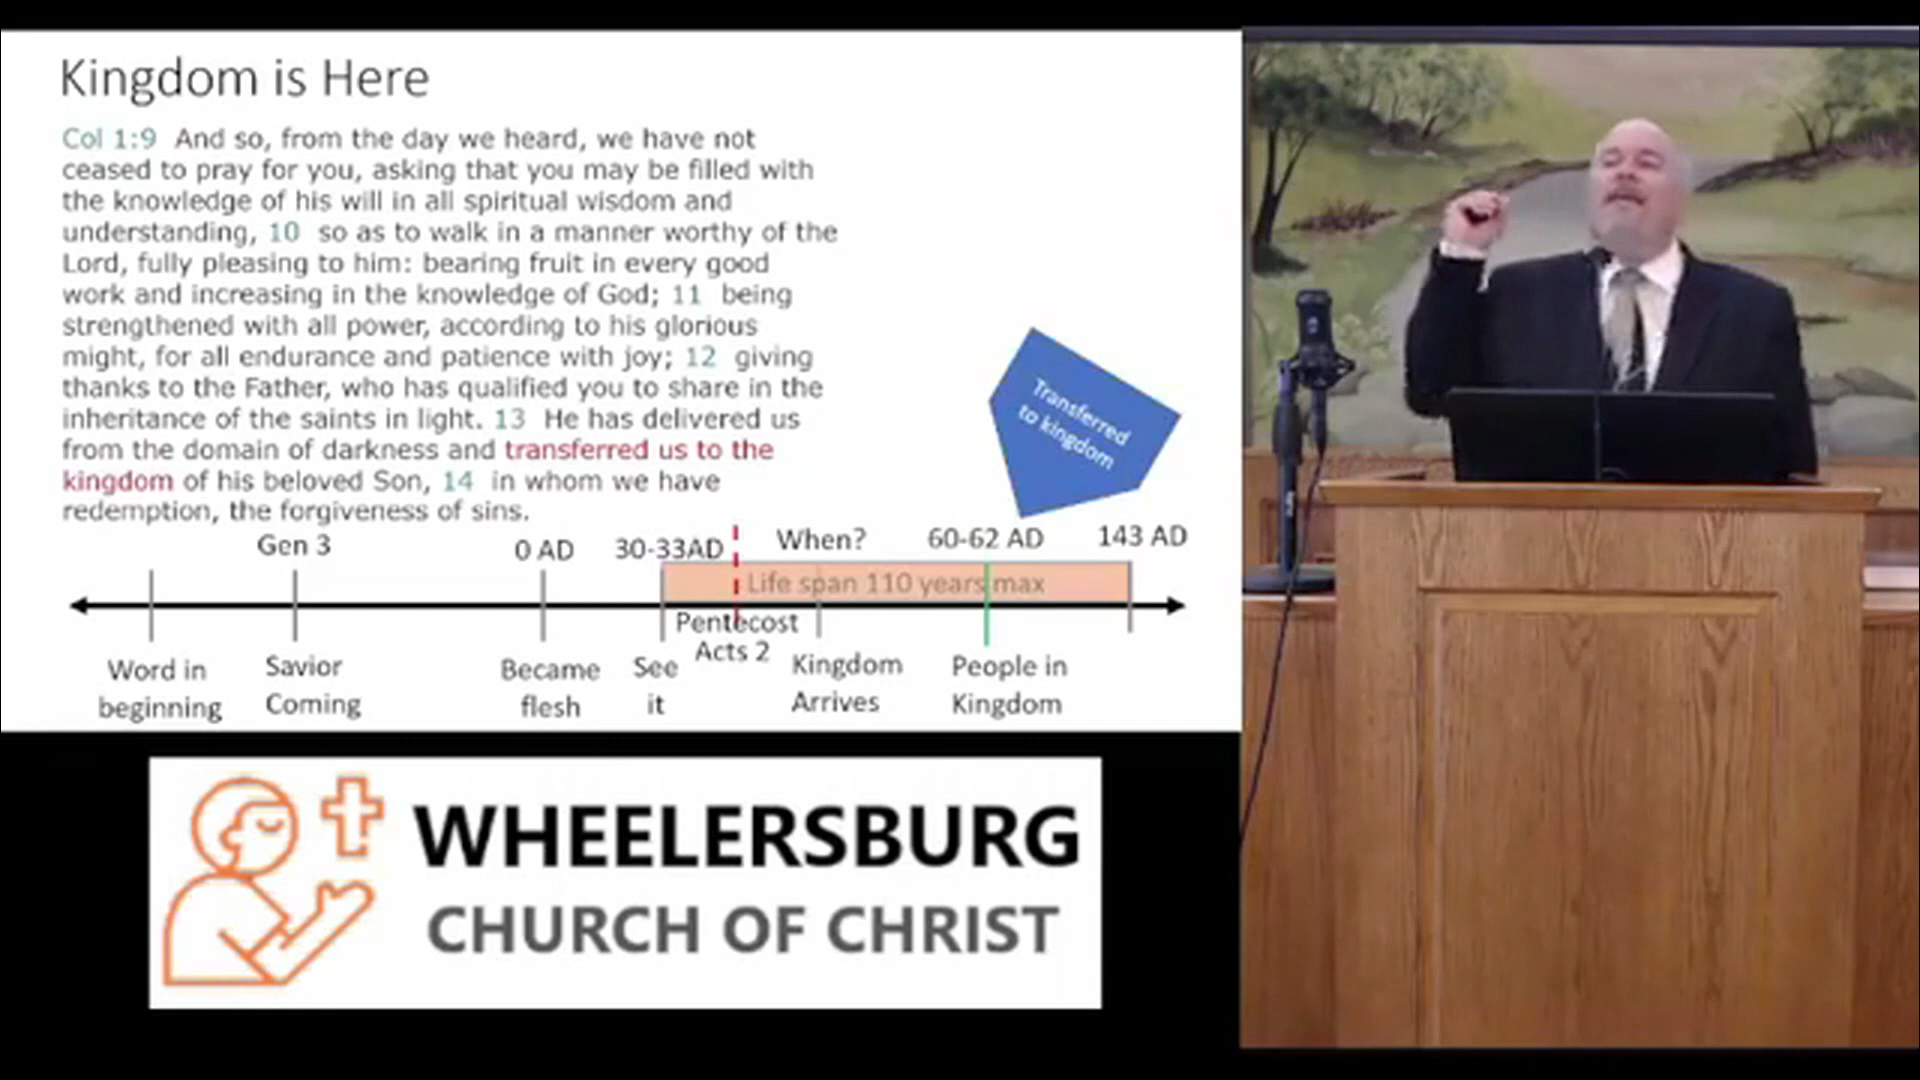 Kingdom is Here
Col 1:9 And so, from the day we heard, we have not
ceased to pray for you, asking that you may be filled with
the knowledge of his will in all spiritual wisdom and
understanding, 10 so as to walk in a manner worthy of the
Lord, fully pleasing to him: bearing fruit in every good
work and increasing in the knowledge of God; 11 being
strengthened with all power, according to his glorious
might, for all endurance and patience with joy; 12 giving
thanks to the Father, who has qualified you to share in the
inheritance of the saints in light. 13 He has delivered us
from the domain of darkness and transferred us to the
kingdom of his beloved Son, 14 in whom we have
redemption, the forgiveness of sins.
Transferred
to kingdom
Gen 3
0 AD
30-33AD
When?
60-62 AD
143 AD
Life span 110 years max
Pentecost
Acts 2
Word in
beginning
Savior
Coming
Became
flesh
See
it
Kingdom
Arrives
People in
Kingdom
WHEELERSBURG
CHURCH OF CHRIST